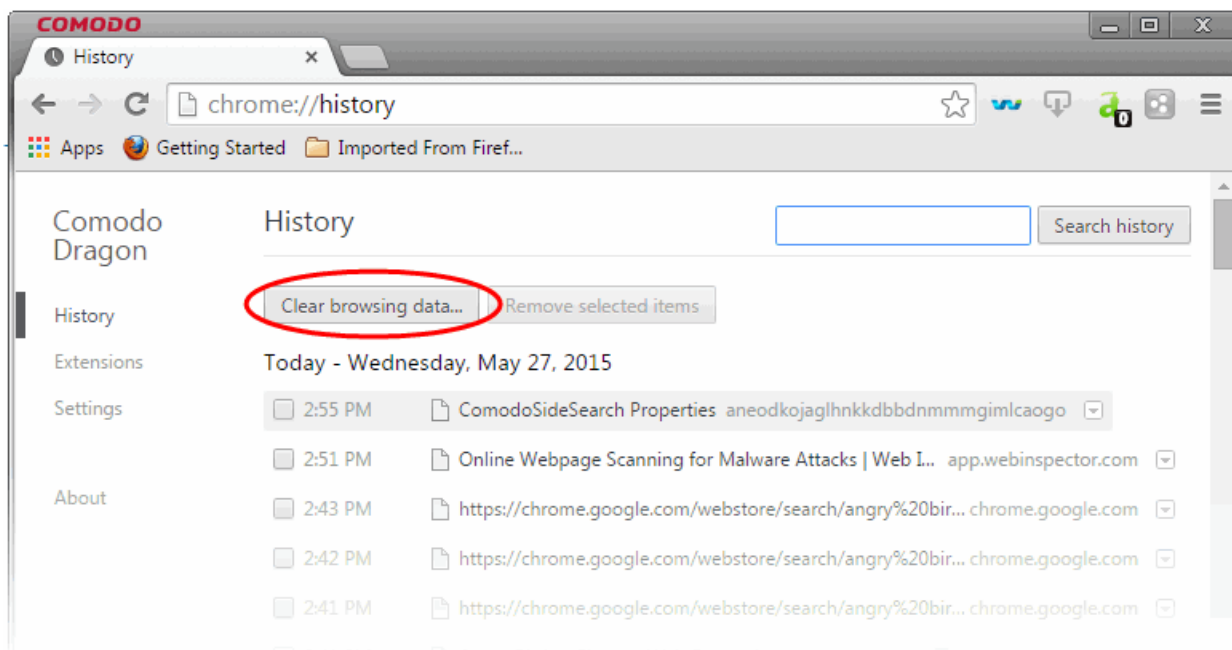 COMODO
History
chrome://history
0
Apps Getting Started Imported From Firef...
Comodo Dragon
History
Search history
History
Extensions
Settings
About
Clear browsing data... Remove selected items
Today - Wednesday, May 27, 2015
2:55 PM ComodoSideSearch Properties aneodkojaglhnkkdbbdnmmmgimlcaogo
2:51 PM Online Webpage Scanning for Malware Attacks | Web I... app.webinspector.com
2:43 PM https://chrome.google.com/webstore/search/angry%20bir... chrome.google.com
2:42 PM https://chrome.google.com/webstore/search/angry%20bir... chrome.google.com
2:41 PM https://chrome.google.com/webstore/search/angry%20bir... chrome.google.com